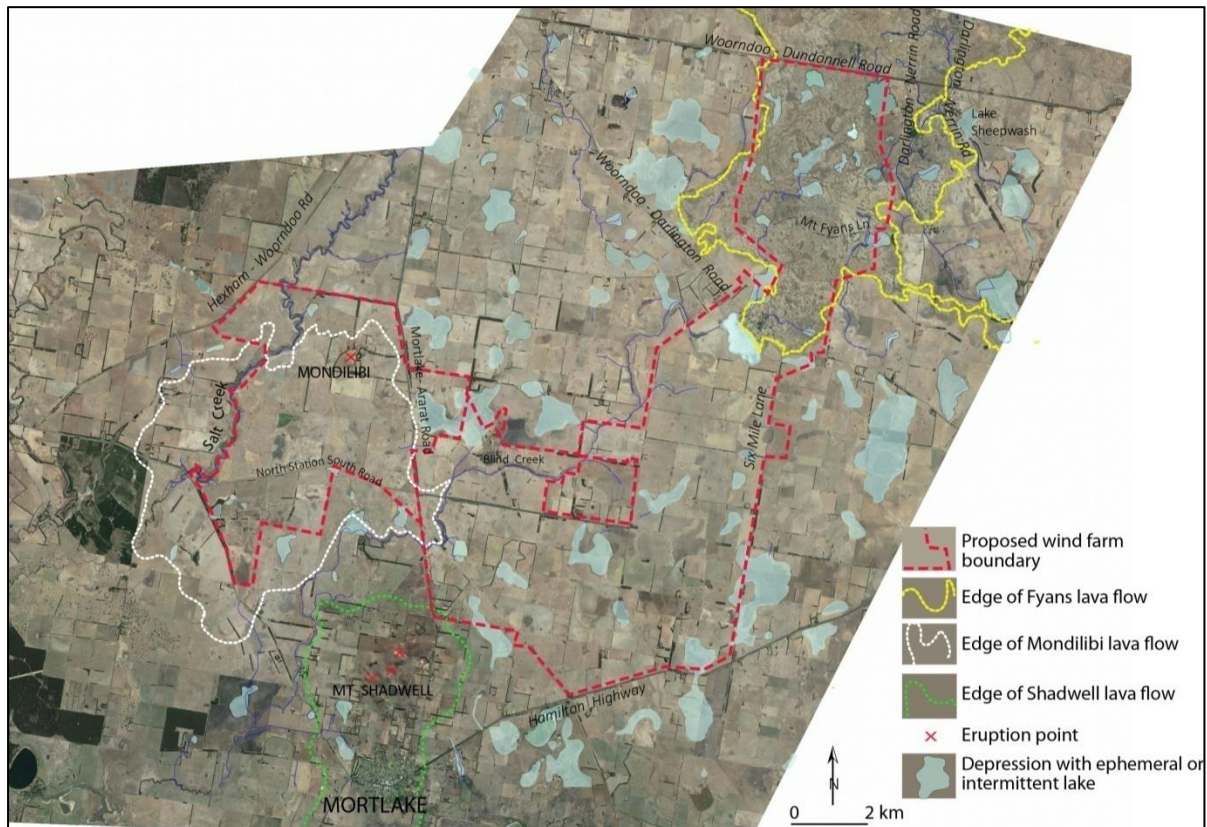 Woorndoo - Dundonnell Road
Darlington - Nerrin Road
Darlington - Nerrin Rd
Lake
Sheepwash
Woorndoo - Darlington Road
Mt Fyans Ln
Hexham - Woorndoo Rd
MONDILIBI
Mortlake - Ararat Road
Salt Creek
North Station South Road
Blind Creek
Six Mile Lane
MT SHADWELL
Hamilton Highway
MORTLAKE
Proposed wind farm
boundary
Edge of Fyans lava flow
Edge of Mondilibi lava flow
Edge of Shadwell lava flow
Eruption point
Depression with ephemeral or
intermittent lake
N
0 2 km